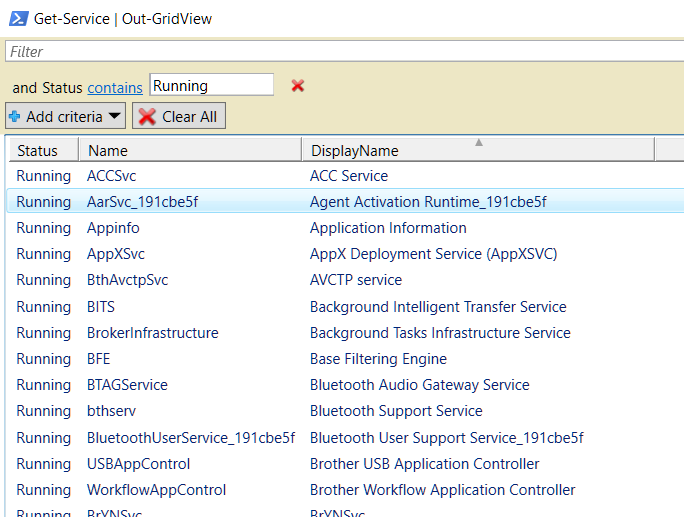 Get-Service | Out-GridView
Filter
and Status contains Running
Add criteria Clear All
Status Name DisplayName
Running ACCSvc ACC Service
Running AarSvc_191cbe5f Agent Activation Runtime_191cbe5f
Running Appinfo Application Information
Running AppXSvc AppX Deployment Service (AppXSVC)
Running BthAvctpSvc AVCTP service
Running BITS Background Intelligent Transfer Service
Running BrokerInfrastructure Background Tasks Infrastructure Service
Running BFE Base Filtering Engine
Running BTAGService Bluetooth Audio Gateway Service
Running bthserv Bluetooth Support Service
Running BluetoothUserService_191cbe5f Bluetooth User Support Service_191cbe5f
Running USBAppControl Brother USB Application Controller
Running WorkflowAppControl Brother Workflow Application Controller
Running BrYNSvc BrYNSvc